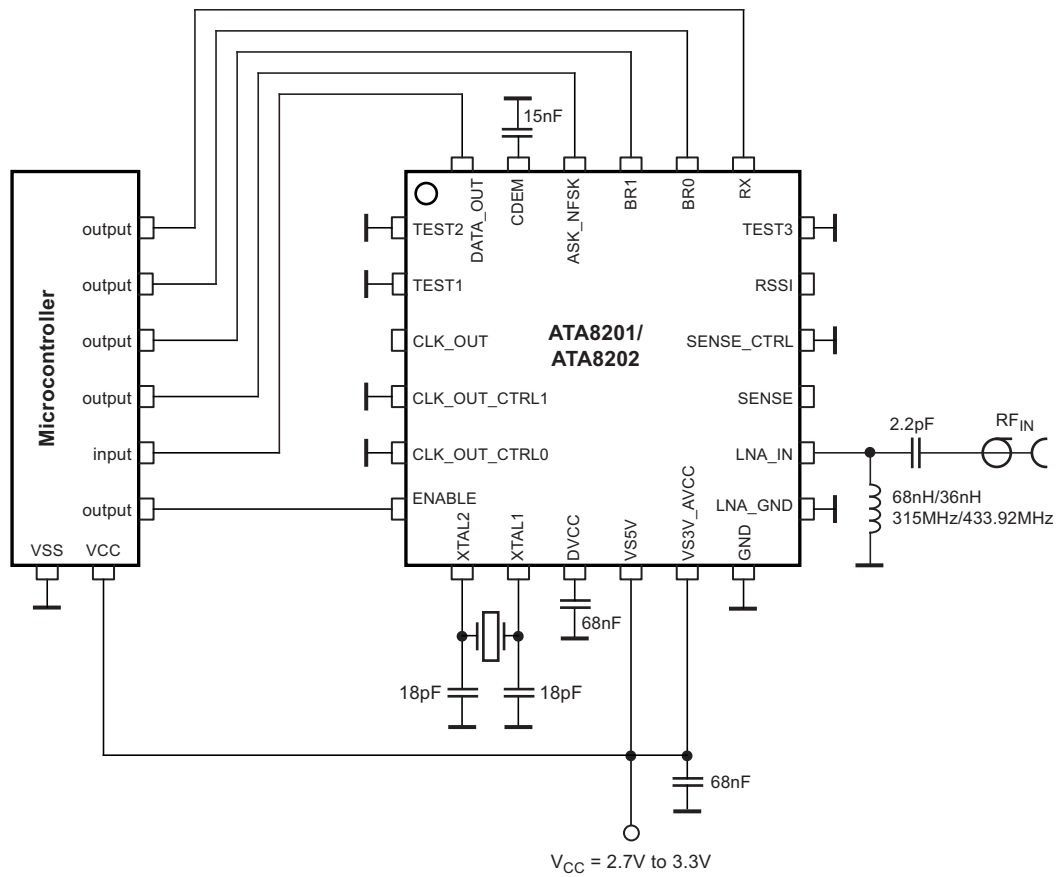 15nF
DATA_OUT
CDEM
ASK_NFSK
BR1
BR0
RX
Microcontroller
output
output
output
output
input
output
VSS
VCC
TEST2
TEST1
CLK_OUT
CLK_OUT_CTRL1
CLK_OUT_CTRL0
ENABLE
ATA8201/
ATA8202
TEST3
RSSI
SENSE_CTRL
SENSE
LNA_IN
LNA_GND
XTAL2
XTAL1
DVCC
VS5V
VS3V_AVCC
GND
2.2pF
RFIN
68nH/36nH
315MHz/433.92MHz
68nF
18pF
18pF
68nF
VCC = 2.7V to 3.3V